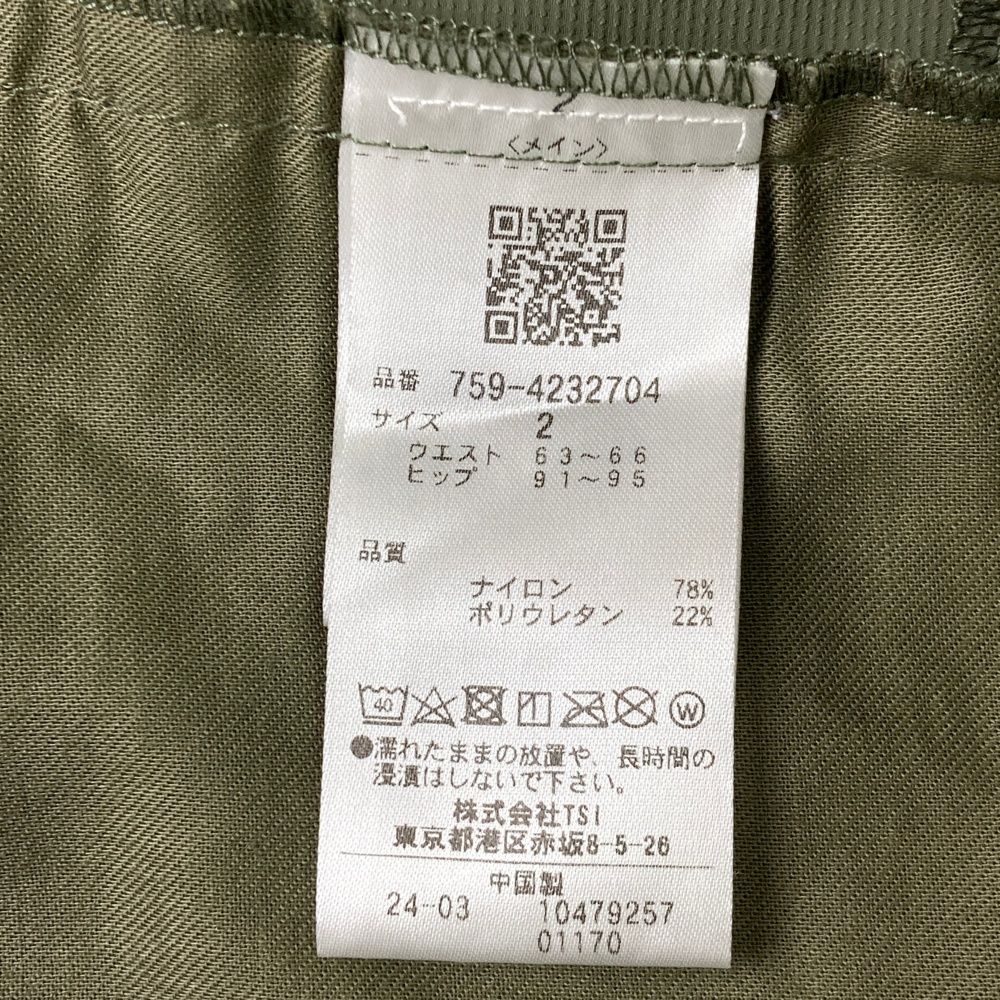 2
〈メイン〉
品番 759-4232704
サイズ 2
ウエスト 63～66
ヒップ 91～95
品質
ナイロン 78%
ポリウレタン 22%
40 W
●濡れたままの放置や、長時間の
浸漬はしないで下さい。
株式会社TSI
東京都港区赤坂8-5-26
中国製
24-03 10479257
01170